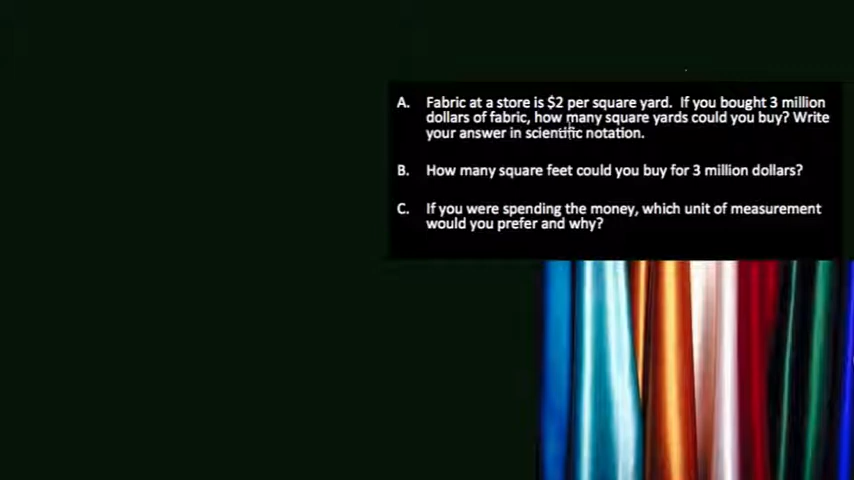 A. Fabric at a store is $2 per square yard. If you bought 3 million
dollars of fabric, how many square yards could you buy? Write
your answer in scientific notation.
B. How many square feet could you buy for 3 million dollars?
C. If you were spending the money, which unit of measurement
would you prefer and why?